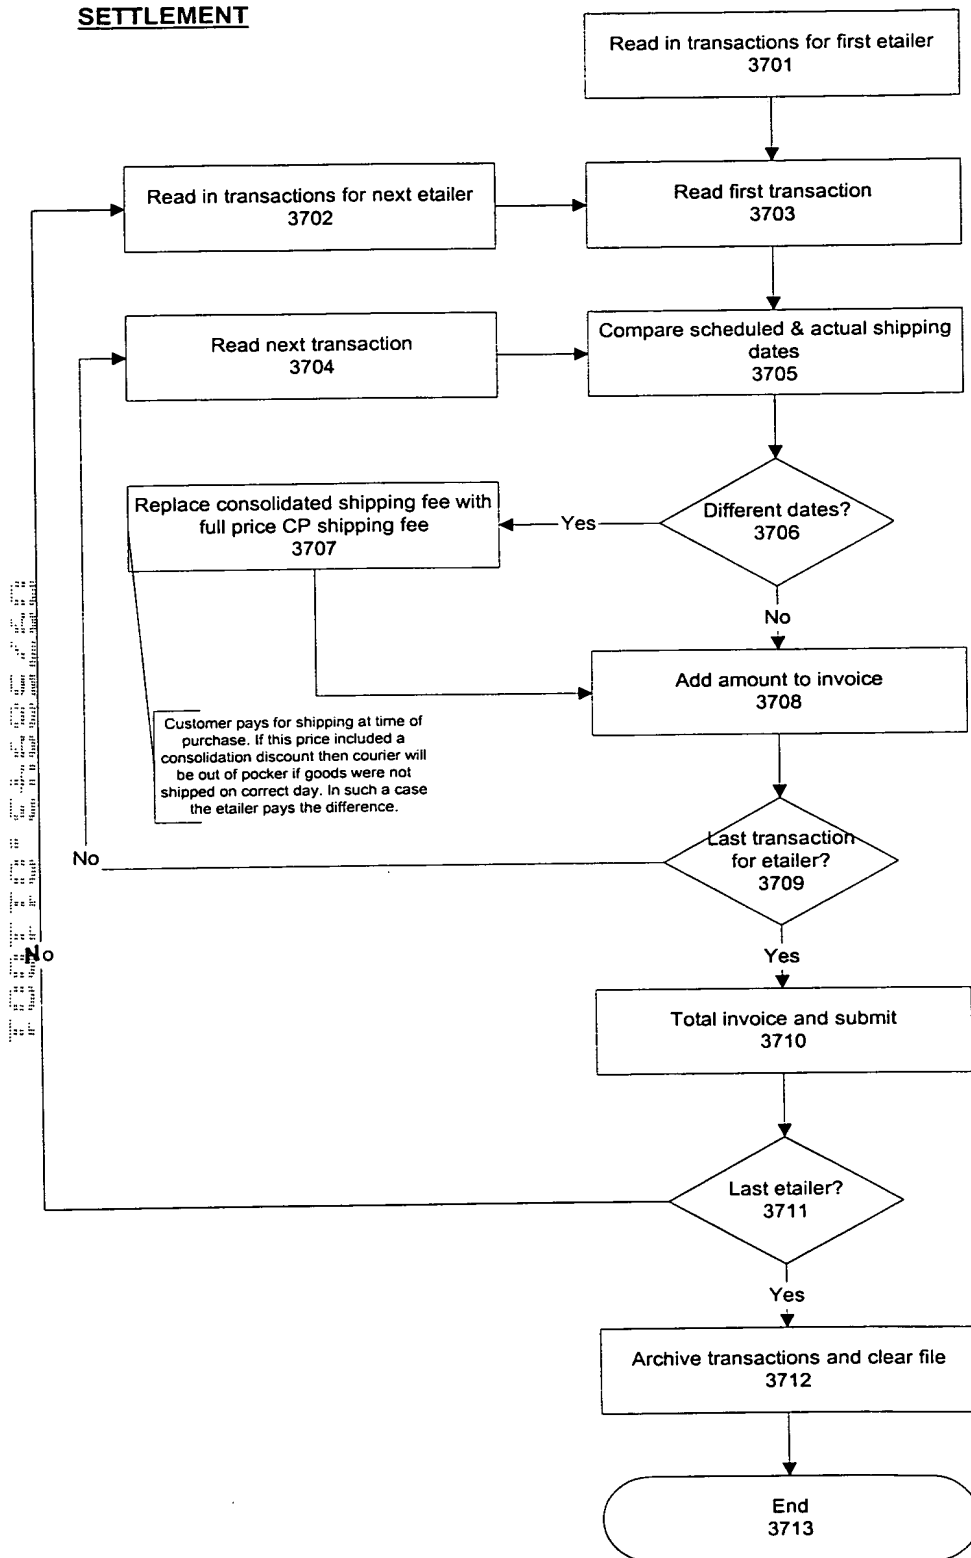 SETTLEMENT
Read in transactions for first etailer
3701
Read in transactions for next etailer
3702
Read first transaction
3703
Read next transaction
3704
Compare scheduled & actual shipping
dates
3705
Different dates?
3706
Yes
Replace consolidated shipping fee with
full price CP shipping fee
3707
No
Add amount to invoice
3708
Customer pays for shipping at time of
purchase. If this price included a
consolidation discount then courier will
be out of pocker if goods were not
shipped on correct day. In such a case
the etailer pays the difference.
Last transaction
for etailer?
3709
No
Yes
No
Total invoice and submit
3710
Last etailer?
3711
Yes
Archive transactions and clear file
3712
End
3713